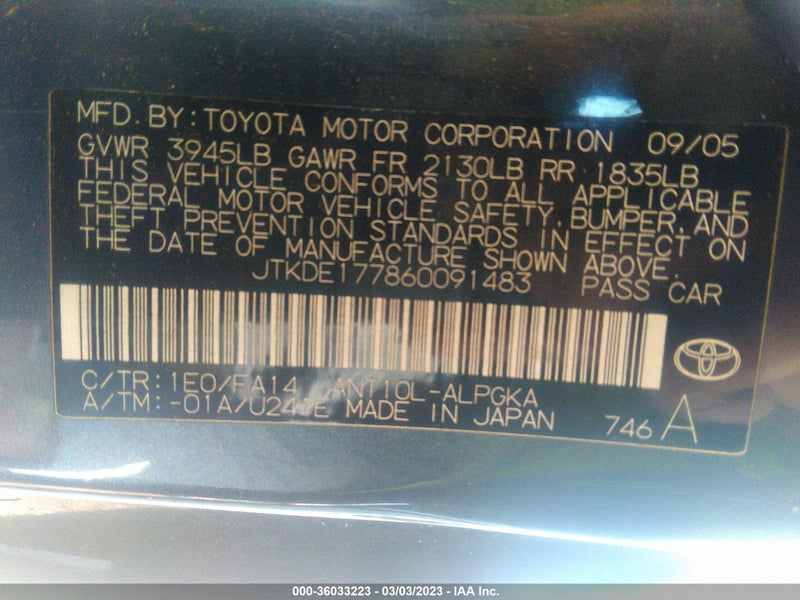 MFD. BY: TOYOTA MOTOR CORPORATION 09/05
GVWR 3945LB GAWR FR 2130LB RR 1835LB
THIS VEHICLE CONFORMS TO ALL APPLICABLE
FEDERAL MOTOR VEHICLE SAFETY, BUMPER, AND
THEFT PREVENTION STANDARDS IN EFFECT ON
THE DATE OF MANUFACTURE SHOWN ABOVE.
JTKDE177860091483 PASS CAR
C/TR: 1E0/FA14 ANT10L-ALPGKA
A/TM: -01A/U241E MADE IN JAPAN
746 A
000-36033223 - 03/03/2023 - IAA Inc.